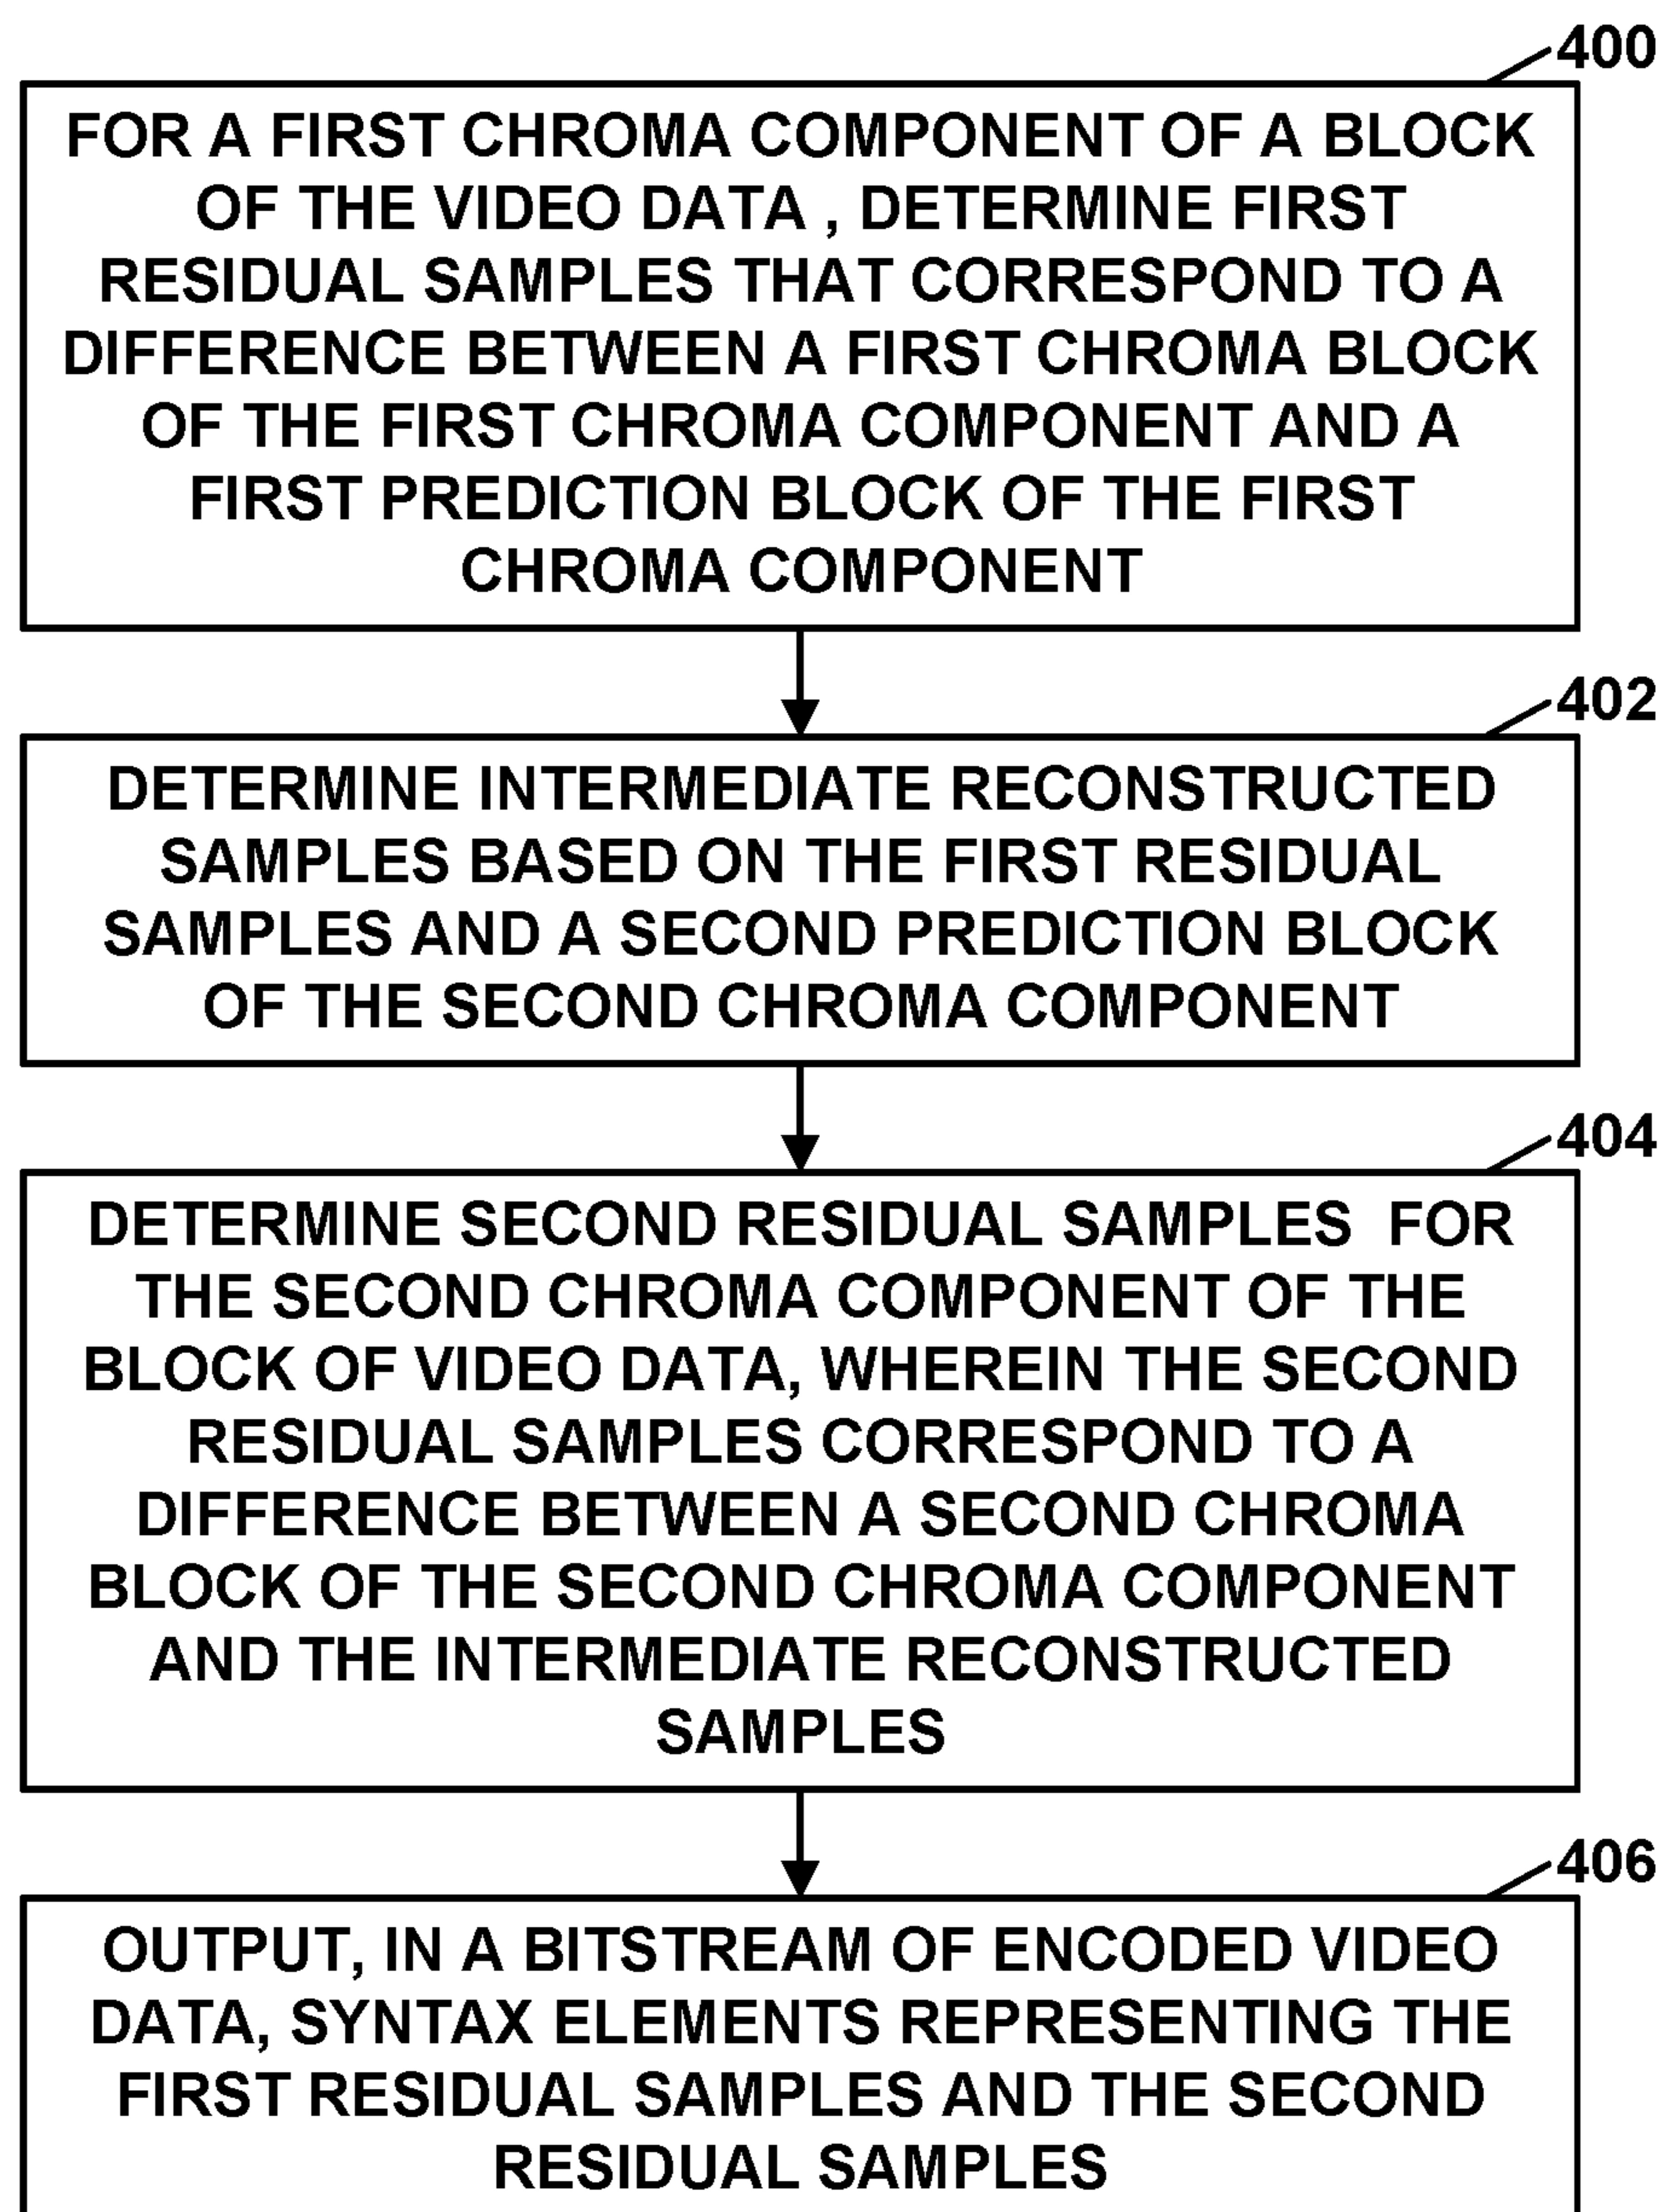 400
FOR A FIRST CHROMA COMPONENT OF A BLOCK
OF THE VIDEO DATA , DETERMINE FIRST
RESIDUAL SAMPLES THAT CORRESPOND TO A
DIFFERENCE BETWEEN A FIRST CHROMA BLOCK
OF THE FIRST CHROMA COMPONENT AND A
FIRST PREDICTION BLOCK OF THE FIRST
CHROMA COMPONENT
402
DETERMINE INTERMEDIATE RECONSTRUCTED
SAMPLES BASED ON THE FIRST RESIDUAL
SAMPLES AND A SECOND PREDICTION BLOCK
OF THE SECOND CHROMA COMPONENT
404
DETERMINE SECOND RESIDUAL SAMPLES  FOR
THE SECOND CHROMA COMPONENT OF THE
BLOCK OF VIDEO DATA, WHEREIN THE SECOND
RESIDUAL SAMPLES CORRESPOND TO A
DIFFERENCE BETWEEN A SECOND CHROMA
BLOCK OF THE SECOND CHROMA COMPONENT
AND THE INTERMEDIATE RECONSTRUCTED
SAMPLES
406
OUTPUT, IN A BITSTREAM OF ENCODED VIDEO
DATA, SYNTAX ELEMENTS REPRESENTING THE
FIRST RESIDUAL SAMPLES AND THE SECOND
RESIDUAL SAMPLES